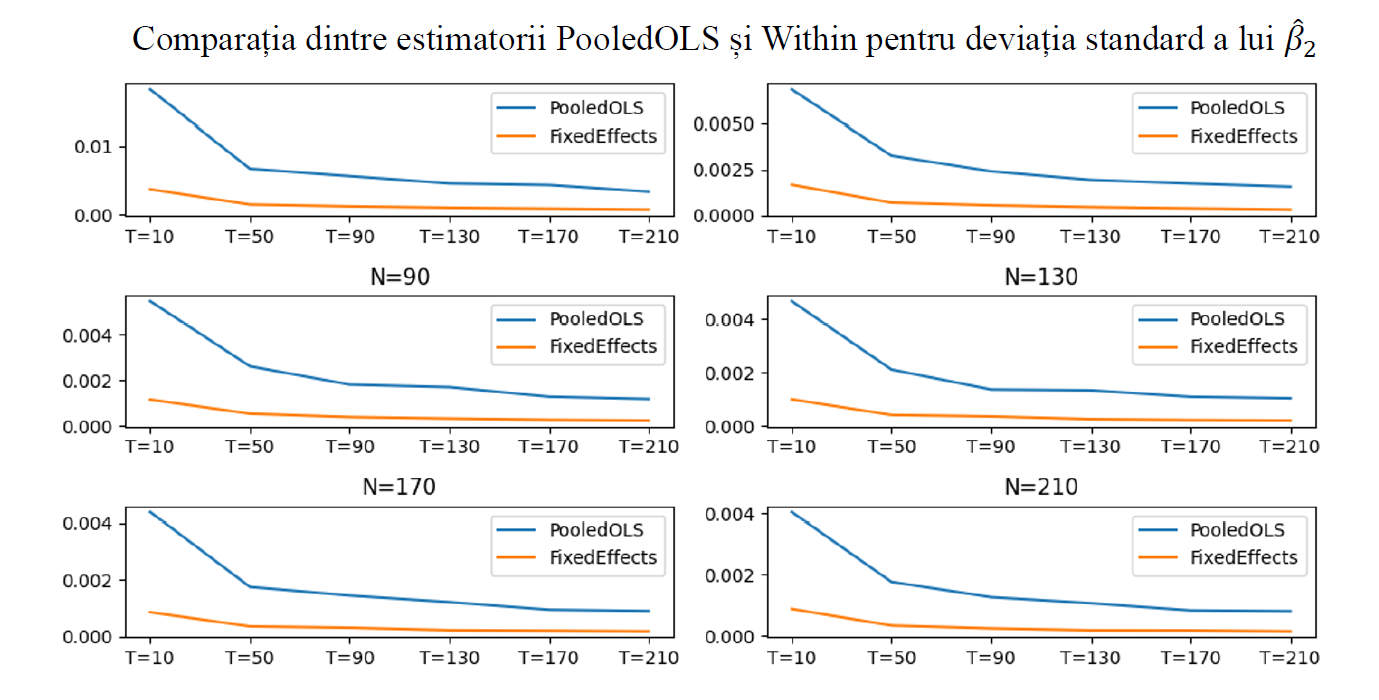 Comparația dintre estimatorii PooledOLS și Within pentru deviația standard a lui β̂₂
PooledOLS
FixedEffects
0.01
0.00
T=10 T=50 T=90 T=130 T=170 T=210
PooledOLS
FixedEffects
0.0050
0.0025
0.0000
T=10 T=50 T=90 T=130 T=170 T=210
N=90
PooledOLS
FixedEffects
0.004
0.002
0.000
T=10 T=50 T=90 T=130 T=170 T=210
N=130
PooledOLS
FixedEffects
0.004
0.002
0.000
T=10 T=50 T=90 T=130 T=170 T=210
N=170
PooledOLS
FixedEffects
0.004
0.002
0.000
T=10 T=50 T=90 T=130 T=170 T=210
N=210
PooledOLS
FixedEffects
0.004
0.002
0.000
T=10 T=50 T=90 T=130 T=170 T=210